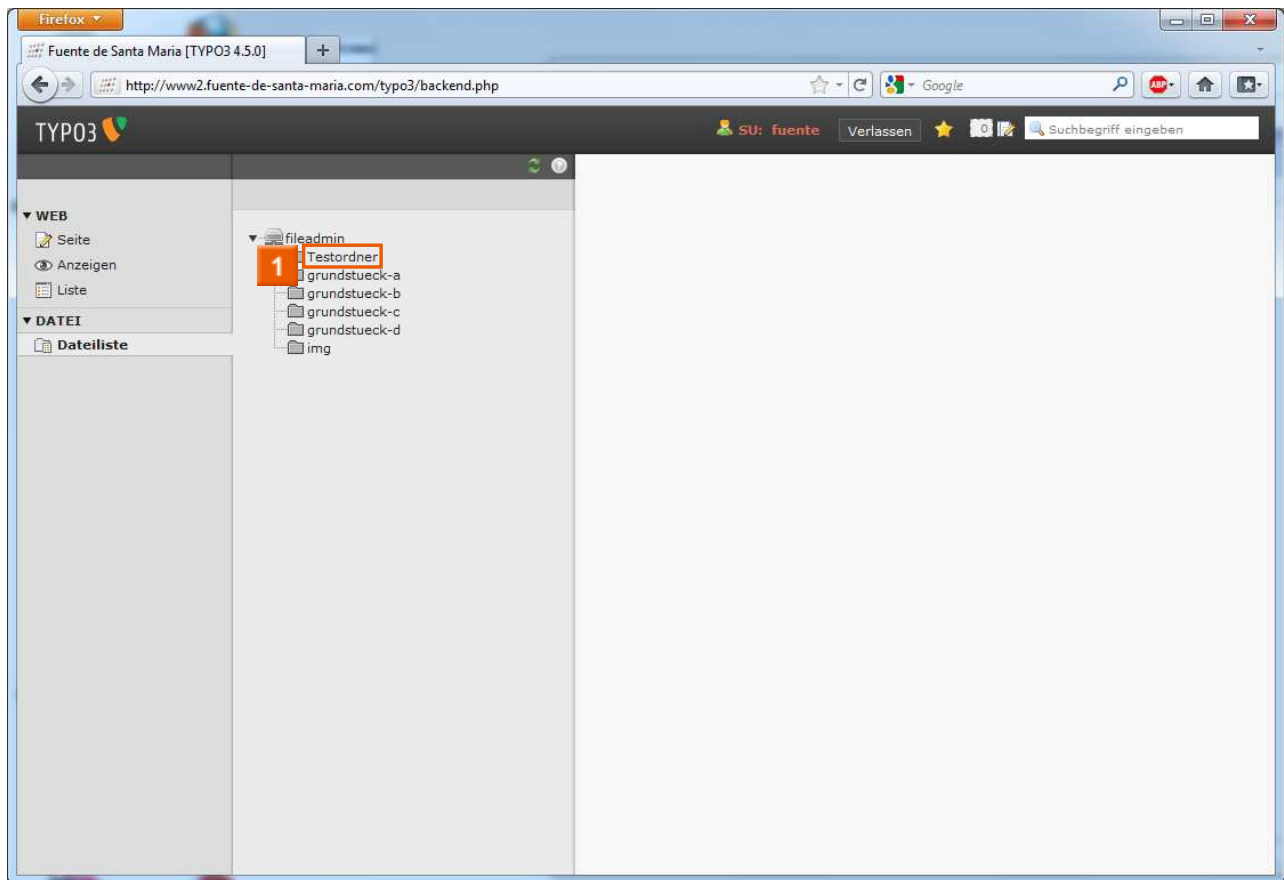 Firefox
Fuente de Santa Maria [TYPO3 4.5.0]
http://www2.fuente-de-santa-maria.com/typo3/backend.php
Google
ABP
TYPO3
SU: fuente
Verlassen
0
Suchbegriff eingeben
WEB
Seite
Anzeigen
Liste
DATEI
Dateiliste
fileadmin
1 Testordner
grundstueck-a
grundstueck-b
grundstueck-c
grundstueck-d
img